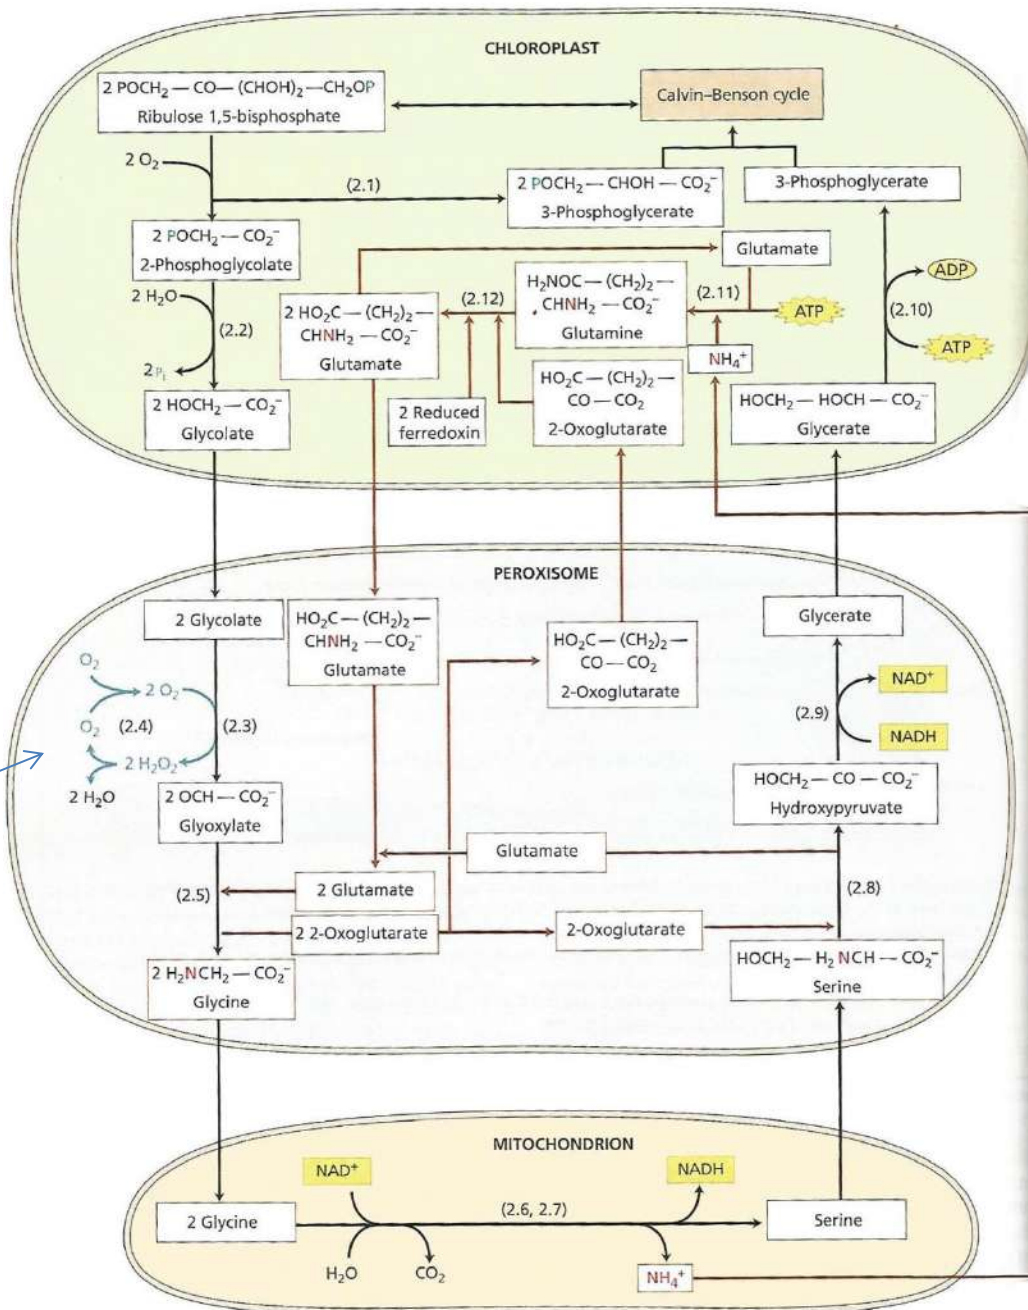 CHLOROPLAST
2 POCH₂ — CO — (CHOH)₂ — CH₂OP
Ribulose 1,5-bisphosphate
Calvin–Benson cycle
2 O₂
(2.1)
2 POCH₂ — CHOH — CO₂⁻
3-Phosphoglycerate
3-Phosphoglycerate
2 POCH₂ — CO₂⁻
2-Phosphoglycolate
Glutamate
2 H₂O
(2.2)
2 Pᵢ
2 HO₂C — (CH₂)₂ —
CHNH₂ — CO₂⁻
Glutamate
(2.12)
H₂NOC — (CH₂)₂ —
CHNH₂ — CO₂⁻
Glutamine
(2.11)
ATP
ADP
(2.10)
ATP
NH₄⁺
2 HOCH₂ — CO₂⁻
Glycolate
2 Reduced
ferredoxin
HO₂C — (CH₂)₂ —
CO — CO₂
2-Oxoglutarate
HOCH₂ — HOCH — CO₂⁻
Glycerate
PEROXISOME
2 Glycolate
HO₂C — (CH₂)₂ —
CHNH₂ — CO₂⁻
Glutamate
HO₂C — (CH₂)₂ —
CO — CO₂
2-Oxoglutarate
Glycerate
O₂
2 O₂
O₂
(2.4)
(2.3)
2 H₂O₂
2 H₂O
NAD⁺
(2.9)
NADH
2 OCH — CO₂⁻
Glyoxylate
HOCH₂ — CO — CO₂⁻
Hydroxypyruvate
Glutamate
(2.5)
2 Glutamate
(2.8)
2 2-Oxoglutarate
2-Oxoglutarate
2 H₂NCH₂ — CO₂⁻
Glycine
HOCH₂ — H₂NCH — CO₂⁻
Serine
MITOCHONDRION
NAD⁺
NADH
2 Glycine
(2.6, 2.7)
Serine
H₂O
CO₂
NH₄⁺